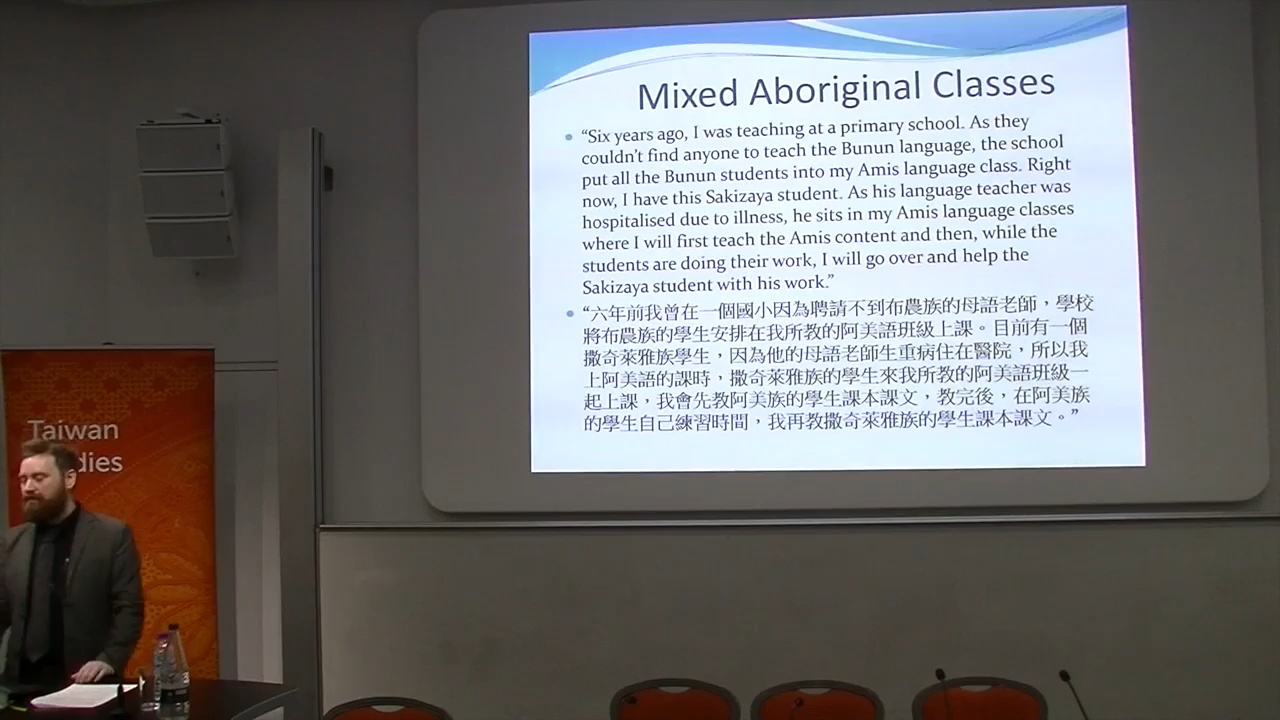 Mixed Aboriginal Classes
“Six years ago, I was teaching at a primary school. As they
couldn’t find anyone to teach the Bunun language, the school
put all the Bunun students into my Amis language class. Right
now, I have this Sakizaya student. As his language teacher was
hospitalised due to illness, he sits in my Amis language classes
where I will first teach the Amis content and then, while the
students are doing their work, I will go over and help the
Sakizaya student with his work.”
“六年前我曾在一個國小因為聘請不到布農族的母語老師，學校
將布農族的學生安排在我所教的阿美語班級上課。目前有一個
撒奇萊雅族學生，因為他的母語老師生重病住在醫院，所以我
上阿美語的課時，撒奇萊雅族的學生來我所教的阿美語班級一
起上課，我會先教阿美族的學生課本課文，教完後，在阿美族
的學生自己練習時間，我再教撒奇萊雅族的學生課本課文。”
Taiwan
dies